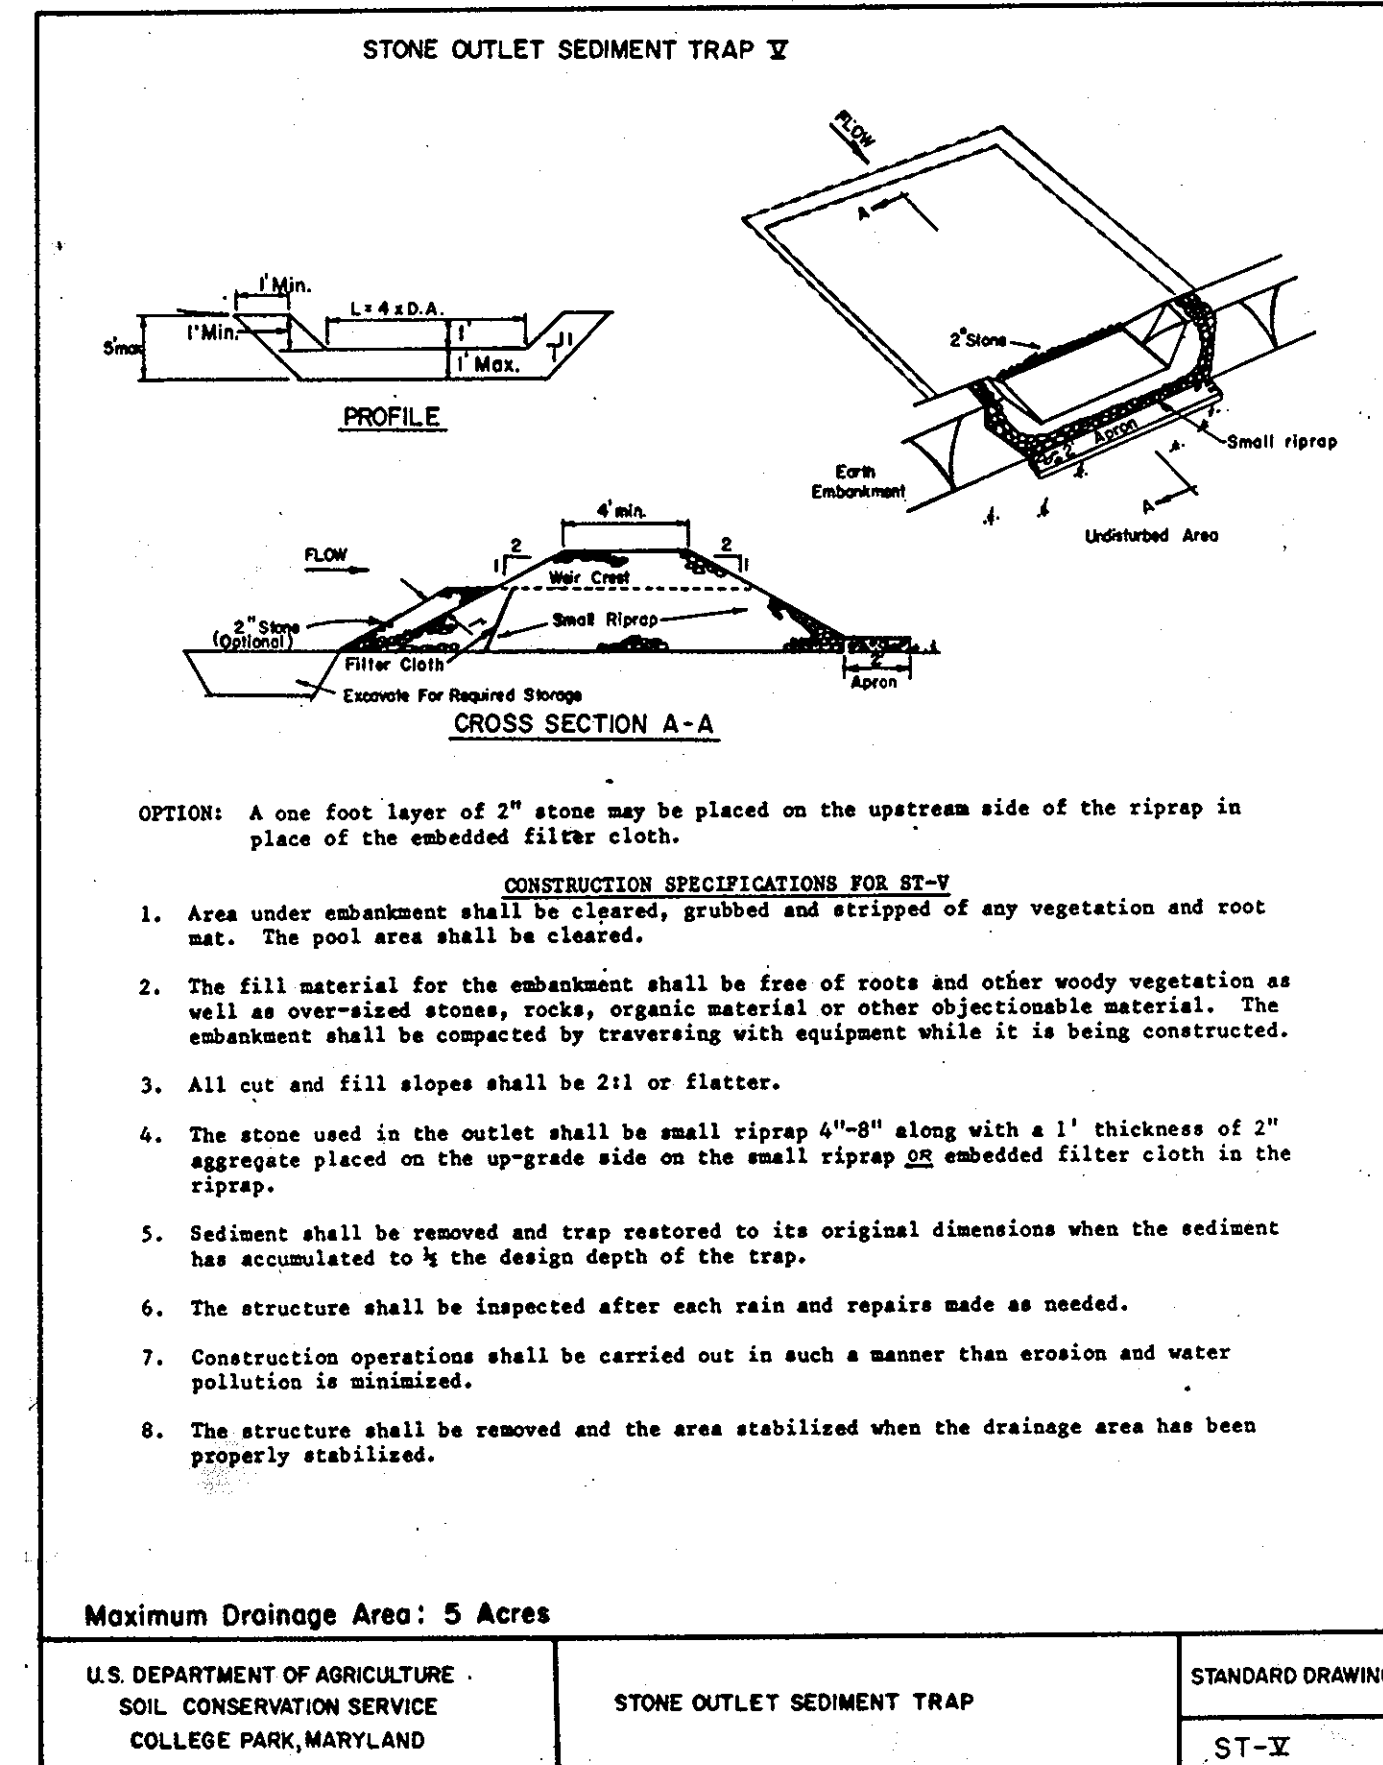 STONE OUTLET SEDIMENT TRAP V
FLOW
A
2" Stone
Apron
2'
Small riprap
Earth
Embankment
A
Undisturbed Area
1' Min.
L = 4 x D.A.
1' Min.
1'
5' max
1' Max.
1
1
PROFILE
4' min.
FLOW
2
1
2
1
Weir Crest
2" Stone
(Optional)
1'
Small Riprap
Filter Cloth
2'
Apron
Excavate For Required Storage
CROSS SECTION A-A
OPTION: A one foot layer of 2" stone may be placed on the upstream side of the riprap in
place of the embedded filter cloth.
CONSTRUCTION SPECIFICATIONS FOR ST-V
1. Area under embankment shall be cleared, grubbed and stripped of any vegetation and root
mat. The pool area shall be cleared.
2. The fill material for the embankment shall be free of roots and other woody vegetation as
well as over-sized stones, rocks, organic material or other objectionable material. The
embankment shall be compacted by traversing with equipment while it is being constructed.
3. All cut and fill slopes shall be 2:1 or flatter.
4. The stone used in the outlet shall be small riprap 4"-8" along with a 1' thickness of 2"
aggregate placed on the up-grade side on the small riprap OR embedded filter cloth in the
riprap.
5. Sediment shall be removed and trap restored to its original dimensions when the sediment
has accumulated to ½ the design depth of the trap.
6. The structure shall be inspected after each rain and repairs made as needed.
7. Construction operations shall be carried out in such a manner than erosion and water
pollution is minimized.
8. The structure shall be removed and the area stabilized when the drainage area has been
properly stabilized.
Maximum Drainage Area: 5 Acres
U.S. DEPARTMENT OF AGRICULTURE
SOIL CONSERVATION SERVICE
COLLEGE PARK, MARYLAND
STONE OUTLET SEDIMENT TRAP
STANDARD DRAWING
ST-V